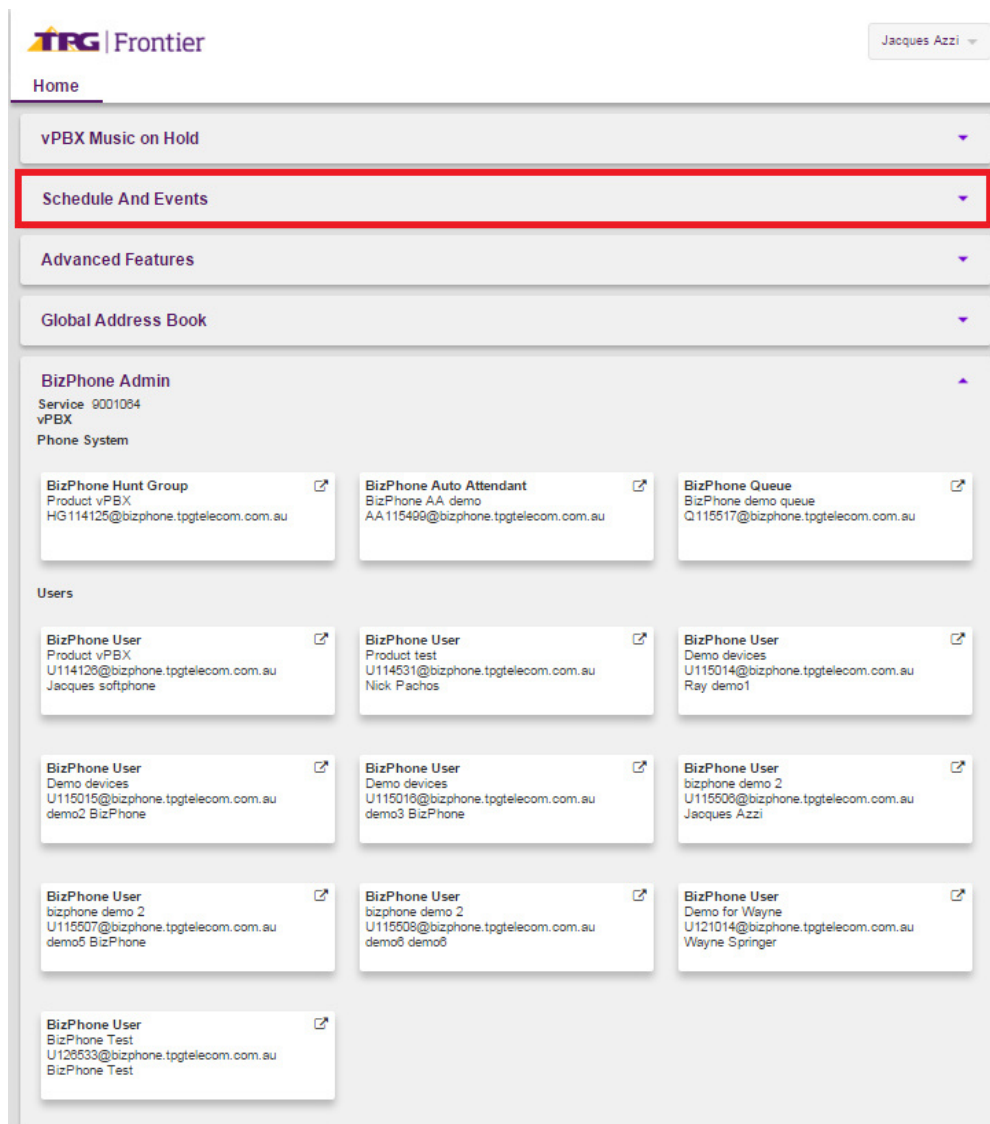 TPG | Frontier
Jacques Azzi
Home
vPBX Music on Hold
Schedule And Events
Advanced Features
Global Address Book
BizPhone Admin
Service 9001064
vPBX
Phone System
BizPhone Hunt Group
Product vPBX
HG114125@bizphone.tpgtelecom.com.au
BizPhone Auto Attendant
BizPhone AA demo
AA115499@bizphone.tpgtelecom.com.au
BizPhone Queue
BizPhone demo queue
Q115517@bizphone.tpgtelecom.com.au
Users
BizPhone User
Product vPBX
U114126@bizphone.tpgtelecom.com.au
Jacques softphone
BizPhone User
Product test
U114531@bizphone.tpgtelecom.com.au
Nick Pachos
BizPhone User
Demo devices
U115014@bizphone.tpgtelecom.com.au
Ray demo1
BizPhone User
Demo devices
U115015@bizphone.tpgtelecom.com.au
demo2 BizPhone
BizPhone User
Demo devices
U115016@bizphone.tpgtelecom.com.au
demo3 BizPhone
BizPhone User
bizphone demo 2
U115506@bizphone.tpgtelecom.com.au
Jacques Azzi
BizPhone User
bizphone demo 2
U115507@bizphone.tpgtelecom.com.au
demo5 BizPhone
BizPhone User
bizphone demo 2
U115508@bizphone.tpgtelecom.com.au
demo6 demo6
BizPhone User
Demo for Wayne
U121014@bizphone.tpgtelecom.com.au
Wayne Springer
BizPhone User
BizPhone Test
U126533@bizphone.tpgtelecom.com.au
BizPhone Test